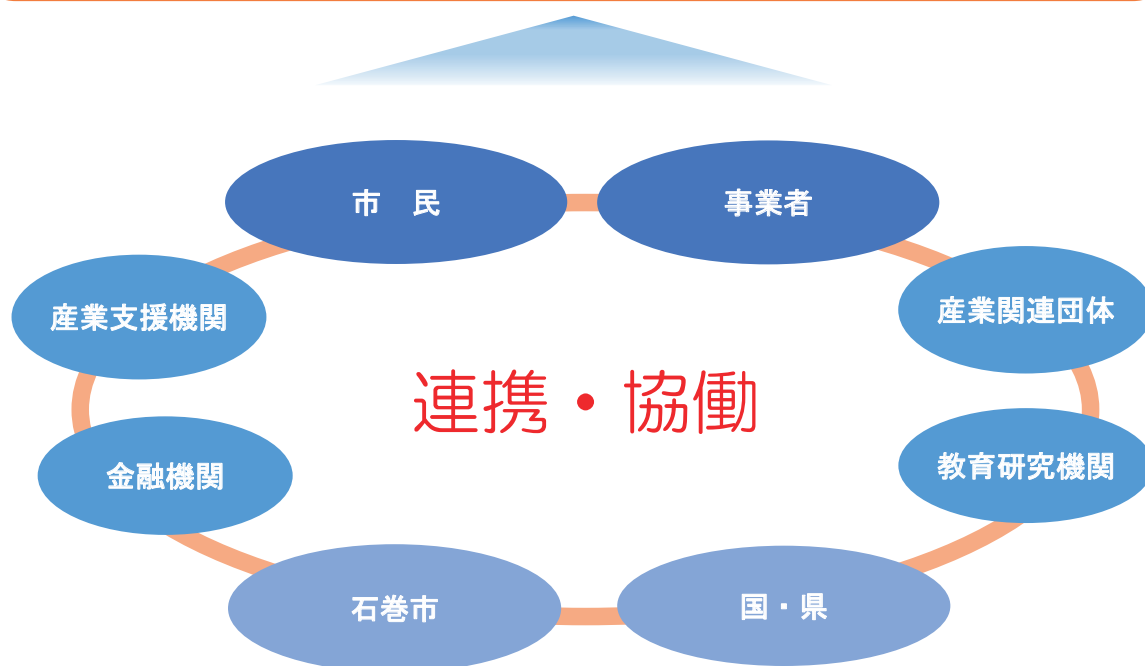 市　民
事業者
産業支援機関
産業関連団体
連携・協働
金融機関
教育研究機関
石巻市
国・県